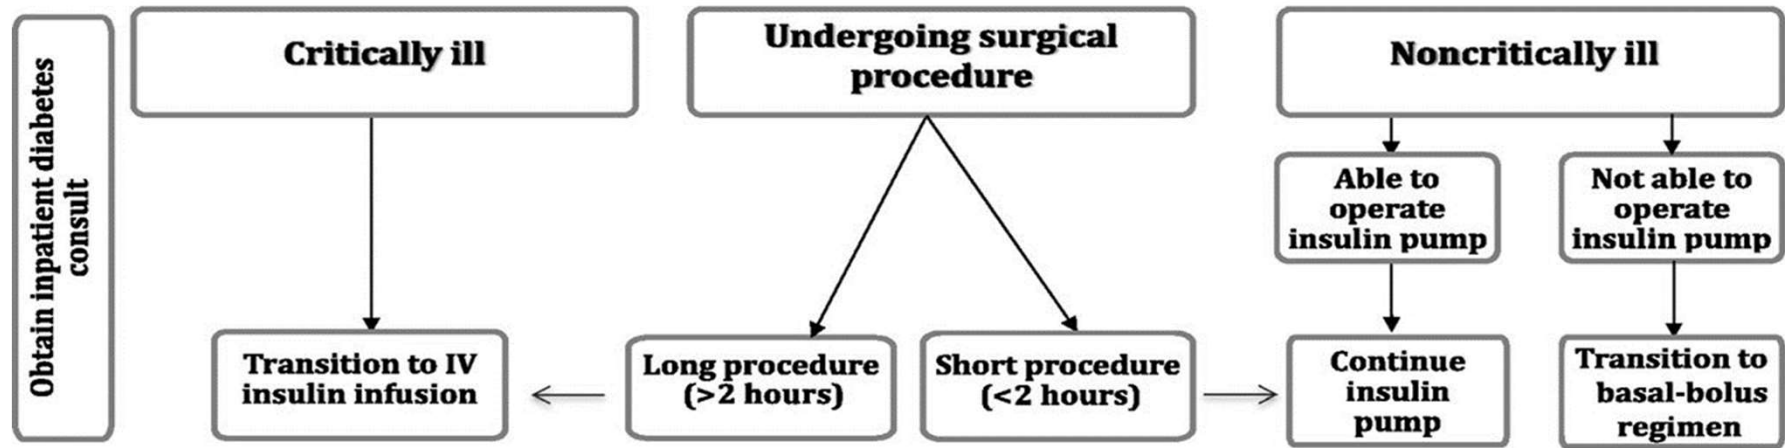 Obtain inpatient diabetes
consult
Critically ill
Undergoing surgical
procedure
Noncritically ill
Able to
operate
insulin pump
Not able to
operate
insulin pump
Transition to IV
insulin infusion
Long procedure
(>2 hours)
Short procedure
(<2 hours)
Continue
insulin
pump
Transition to
basal-bolus
regimen